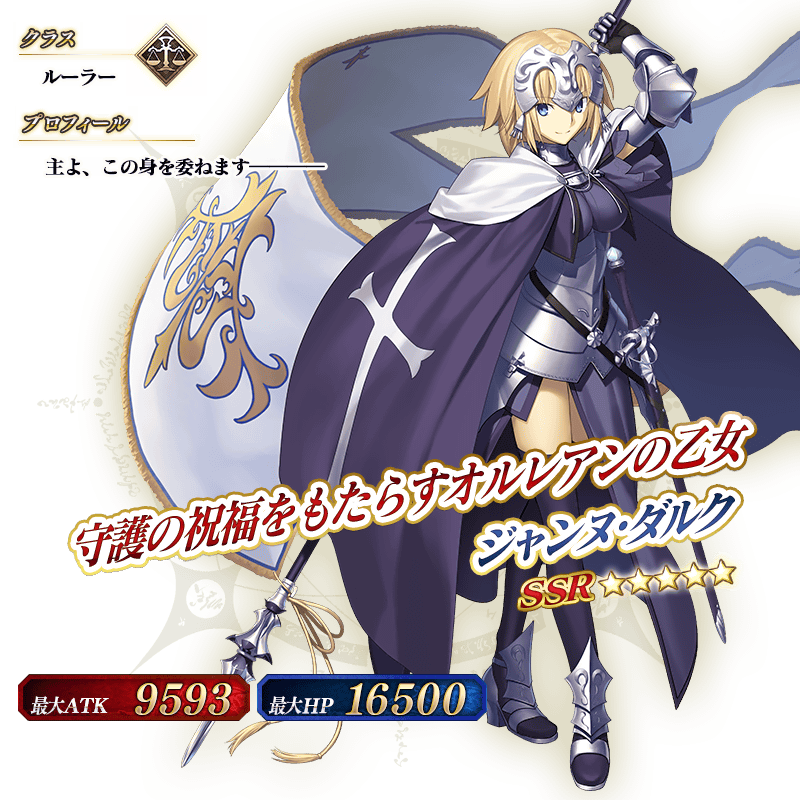 クラス
ルーラー
プロフィール
主よ、この身を委ねます――――
守護の祝福をもたらすオルレアンの乙女
ジャンヌ・ダルク
SSR ☆☆☆☆☆
最大ATK 9593
最大HP 16500